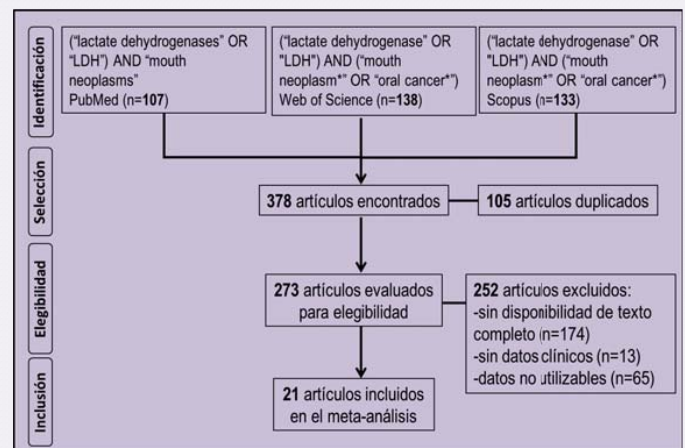 Identificación
("lactate dehydrogenases" OR
"LDH") AND "mouth
neoplasms"
PubMed (n=107)
("lactate dehydrogenase" OR
"LDH") AND ("mouth
neoplasm*" OR "oral cancer*")
Web of Science (n=138)
("lactate dehydrogenase" OR
"LDH") AND ("mouth
neoplasm*" OR "oral cancer*")
Scopus (n=133)
Selección
378 artículos encontrados
105 artículos duplicados
Elegibilidad
273 artículos evaluados
para elegibilidad
252 artículos excluidos:
-sin disponibilidad de texto
completo (n=174)
-sin datos clínicos (n=13)
-datos no utilizables (n=65)
Inclusión
21 artículos incluidos
en el meta-análisis